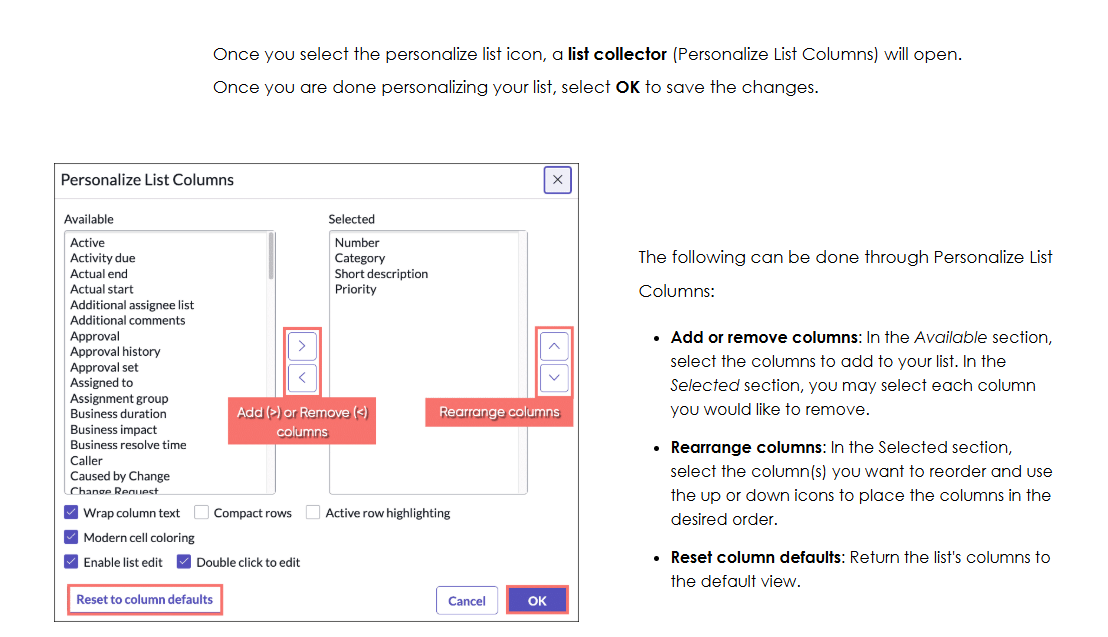 Once you select the personalize list icon, a list collector (Personalize List Columns) will open.
Once you are done personalizing your list, select OK to save the changes.
Personalize List Columns
Available
Active
Activity due
Actual end
Actual start
Additional assignee list
Additional comments
Approval
Approval history
Approval set
Assigned to
Assignment group
Business duration
Business impact
Business resolve time
Caller
Caused by Change
Change Request
Add (>) or Remove (<)
columns
Selected
Number
Category
Short description
Priority
Rearrange columns
Wrap column text Compact rows Active row highlighting
Modern cell coloring
Enable list edit Double click to edit
Reset to column defaults Cancel OK
The following can be done through Personalize List
Columns:
• Add or remove columns: In the Available section,
select the columns to add to your list. In the
Selected section, you may select each column
you would like to remove.
• Rearrange columns: In the Selected section,
select the column(s) you want to reorder and use
the up or down icons to place the columns in the
desired order.
• Reset column defaults: Return the list's columns to
the default view.